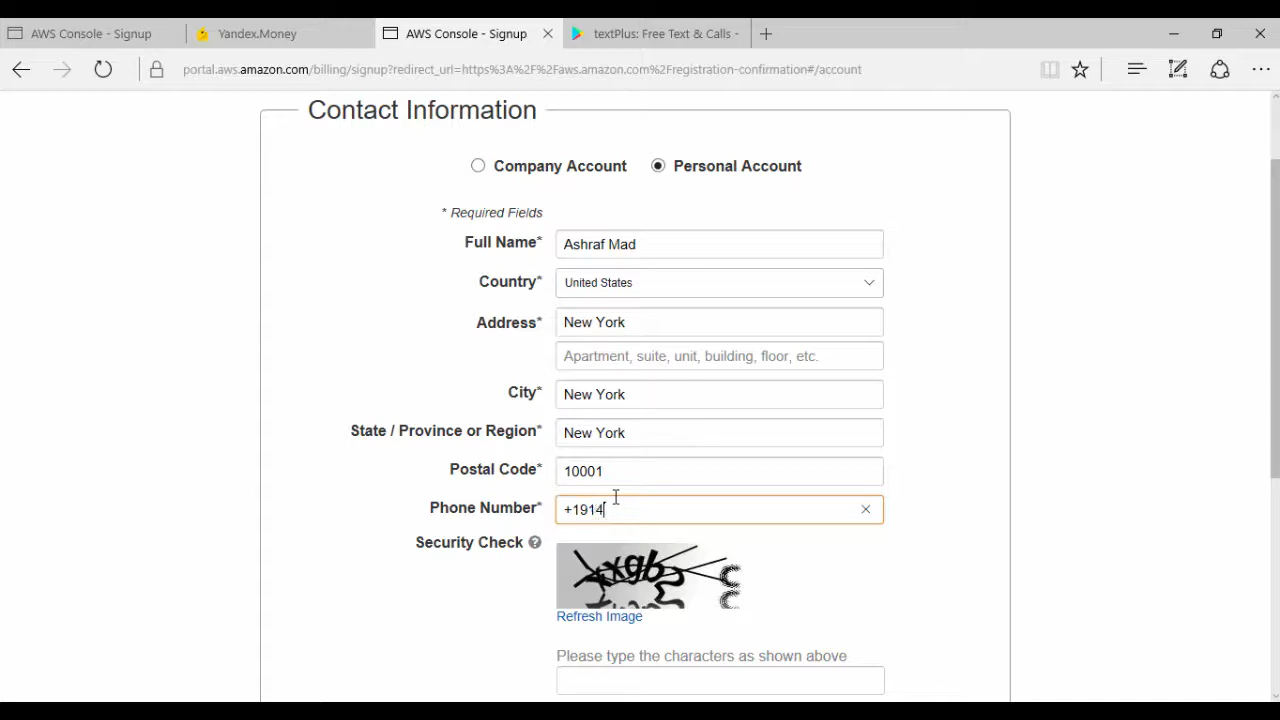 AWS Console - Signup
Yandex.Money
AWS Console - Signup
textPlus: Free Text & Calls -
portal.aws.amazon.com/billing/signup?redirect_url=https%3A%2F%2Faws.amazon.com%2Fregistration-confirmation#/account
Contact Information
Company Account
Personal Account
* Required Fields
Full Name* Ashraf Mad
Country* United States
Address* New York
Apartment, suite, unit, building, floor, etc.
City* New York
State / Province or Region* New York
Postal Code* 10001
Phone Number* +1914
Security Check ?
Refresh Image
Please type the characters as shown above